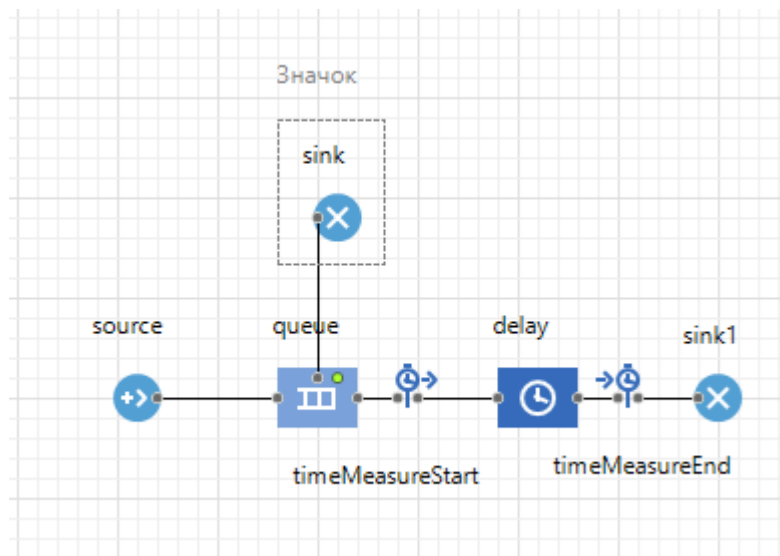 Значок
sink
source
queue
delay
sink1
timeMeasureStart
timeMeasureEnd